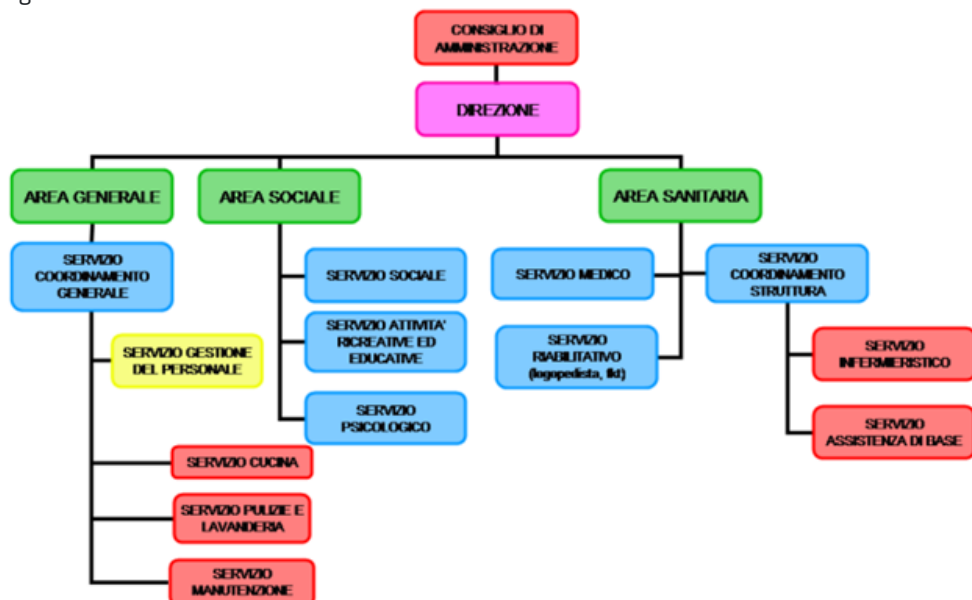 CONSIGLIO DI
AMMINISTRAZIONE
DIREZIONE
AREA GENERALE
AREA SOCIALE
AREA SANITARIA
SERVIZIO
COORDINAMENTO
GENERALE
SERVIZIO SOCIALE
SERVIZIO MEDICO
SERVIZIO
COORDINAMENTO
STRUTTURA
SERVIZIO GESTIONE
DEL PERSONALE
SERVIZIO ATTIVITA'
RICREATIVE ED
EDUCATIVE
SERVIZIO
RIABILITATIVO
(logopedista, fkt)
SERVIZIO
INFERMIERISTICO
SERVIZIO
PSICOLOGICO
SERVIZIO
ASSISTENZA DI BASE
SERVIZIO CUCINA
SERVIZIO PULIZIE E
LAVANDERIA
SERVIZIO
MANUTENZIONE